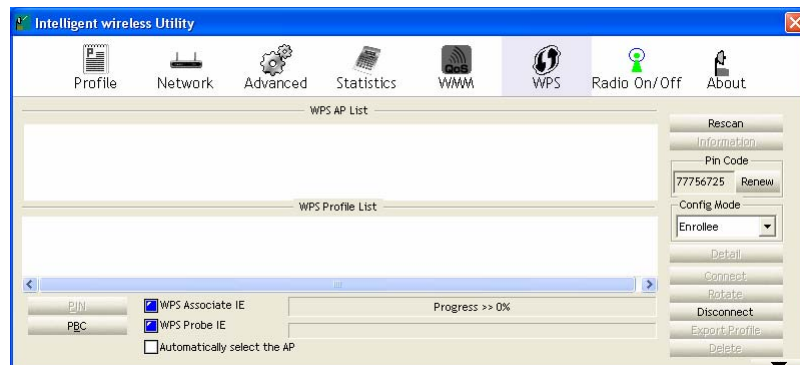 Intelligent wireless Utility
Profile Network Advanced Statistics QoS WMM WPS Radio On/Off About
WPS AP List
Rescan
Information
Pin Code
77756725 Renew
WPS Profile List
Config Mode
Enrollee
Detail
Connect
Rotate
Disconnect
Export Profile
Delete
PIN
WPS Associate IE
Progress >> 0%
PBC
WPS Probe IE
Automatically select the AP